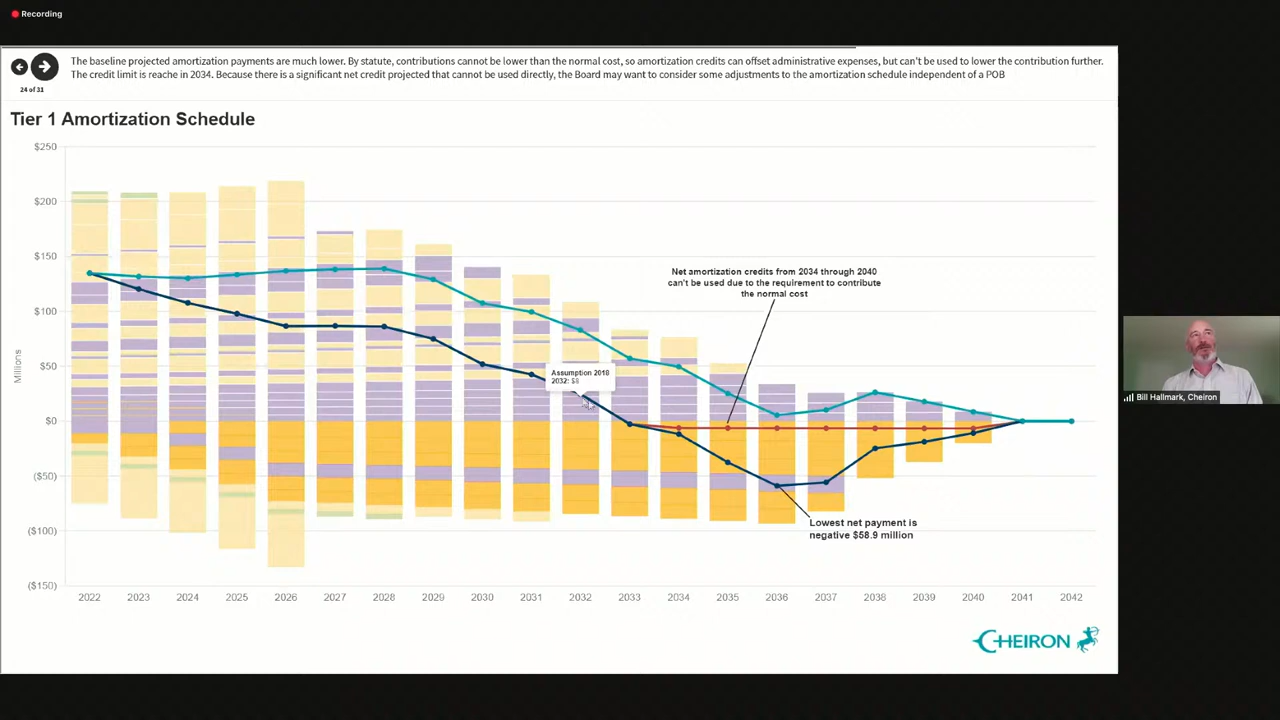 Recording
The baseline projected amortization payments are much lower. By statute, contributions cannot be lower than the normal cost, so amortization credits can offset administrative expenses, but can't be used to lower the contribution further.
The credit limit is reache in 2034. Because there is a significant net credit projected that cannot be used directly, the Board may want to consider some adjustments to the amortization schedule independent of a POB
24 of 31
Tier 1 Amortization Schedule
$250
$200
$150
$100
$50
$0
($50)
($100)
($150)
Millions
Net amortization credits from 2034 through 2040
can't be used due to the requirement to contribute
the normal cost
Assumption 2018
2032: $8
Lowest net payment is
negative $58.9 million
2022 2023 2024 2025 2026 2027 2028 2029 2030 2031 2032 2033 2034 2035 2036 2037 2038 2039 2040 2041 2042
CHEIRON
Bill Hallmark, Cheiron